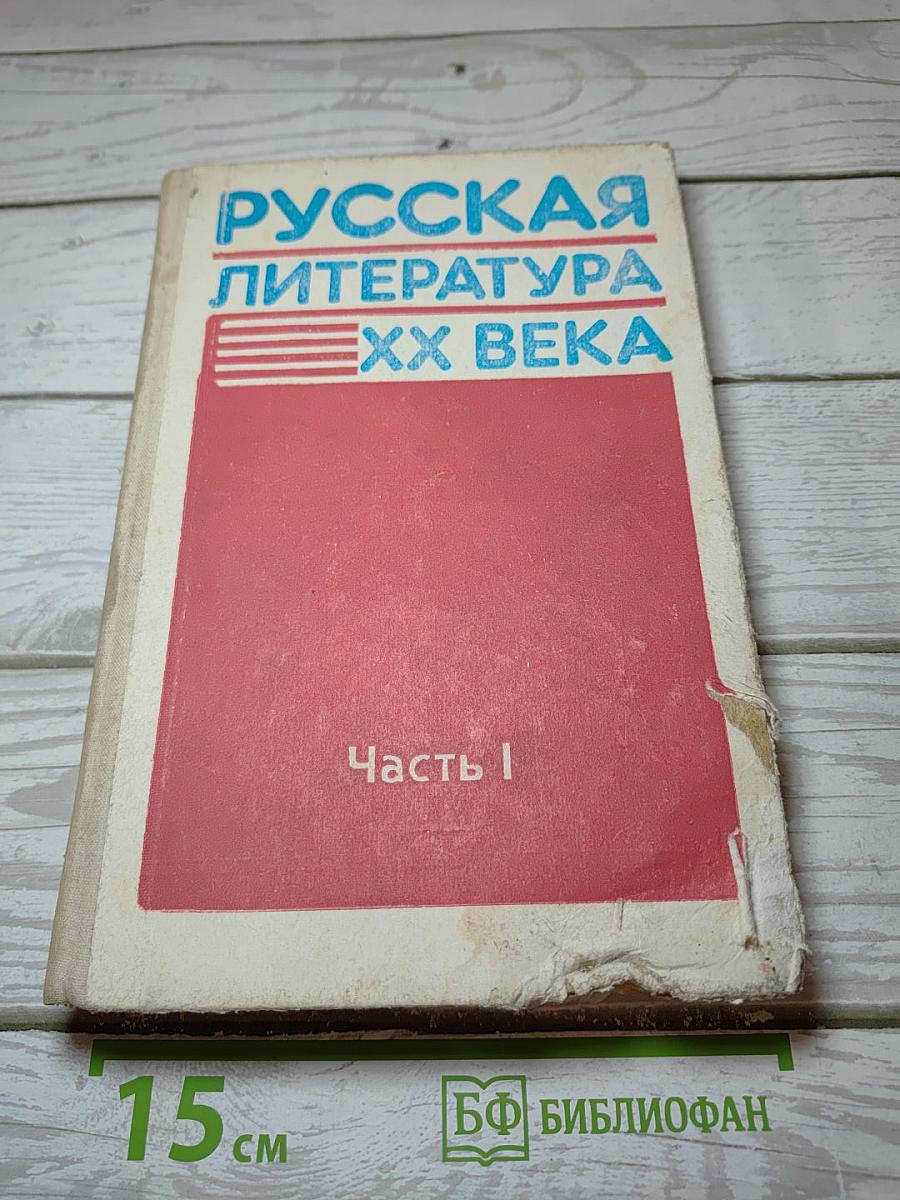 РУССКАЯ
ЛИТЕРАТУРА
XX ВЕКА
Часть I
15 см
БФ БИБЛИОФАН